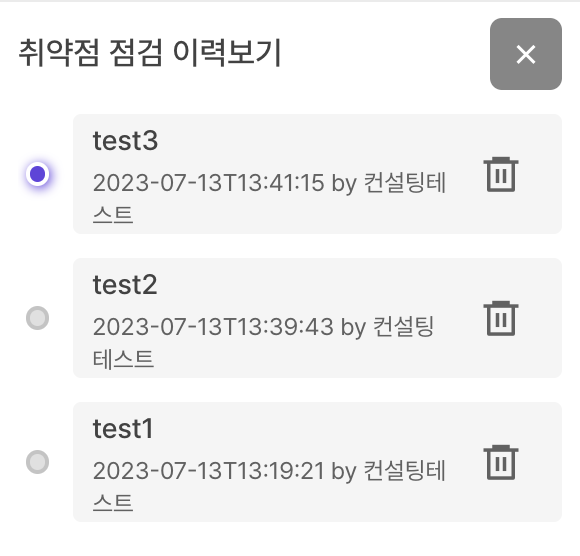 취약점 점검 이력보기
test3
2023-07-13T13:41:15 by 컨설팅테
스트
test2
2023-07-13T13:39:43 by 컨설팅
테스트
test1
2023-07-13T13:19:21 by 컨설팅테
스트